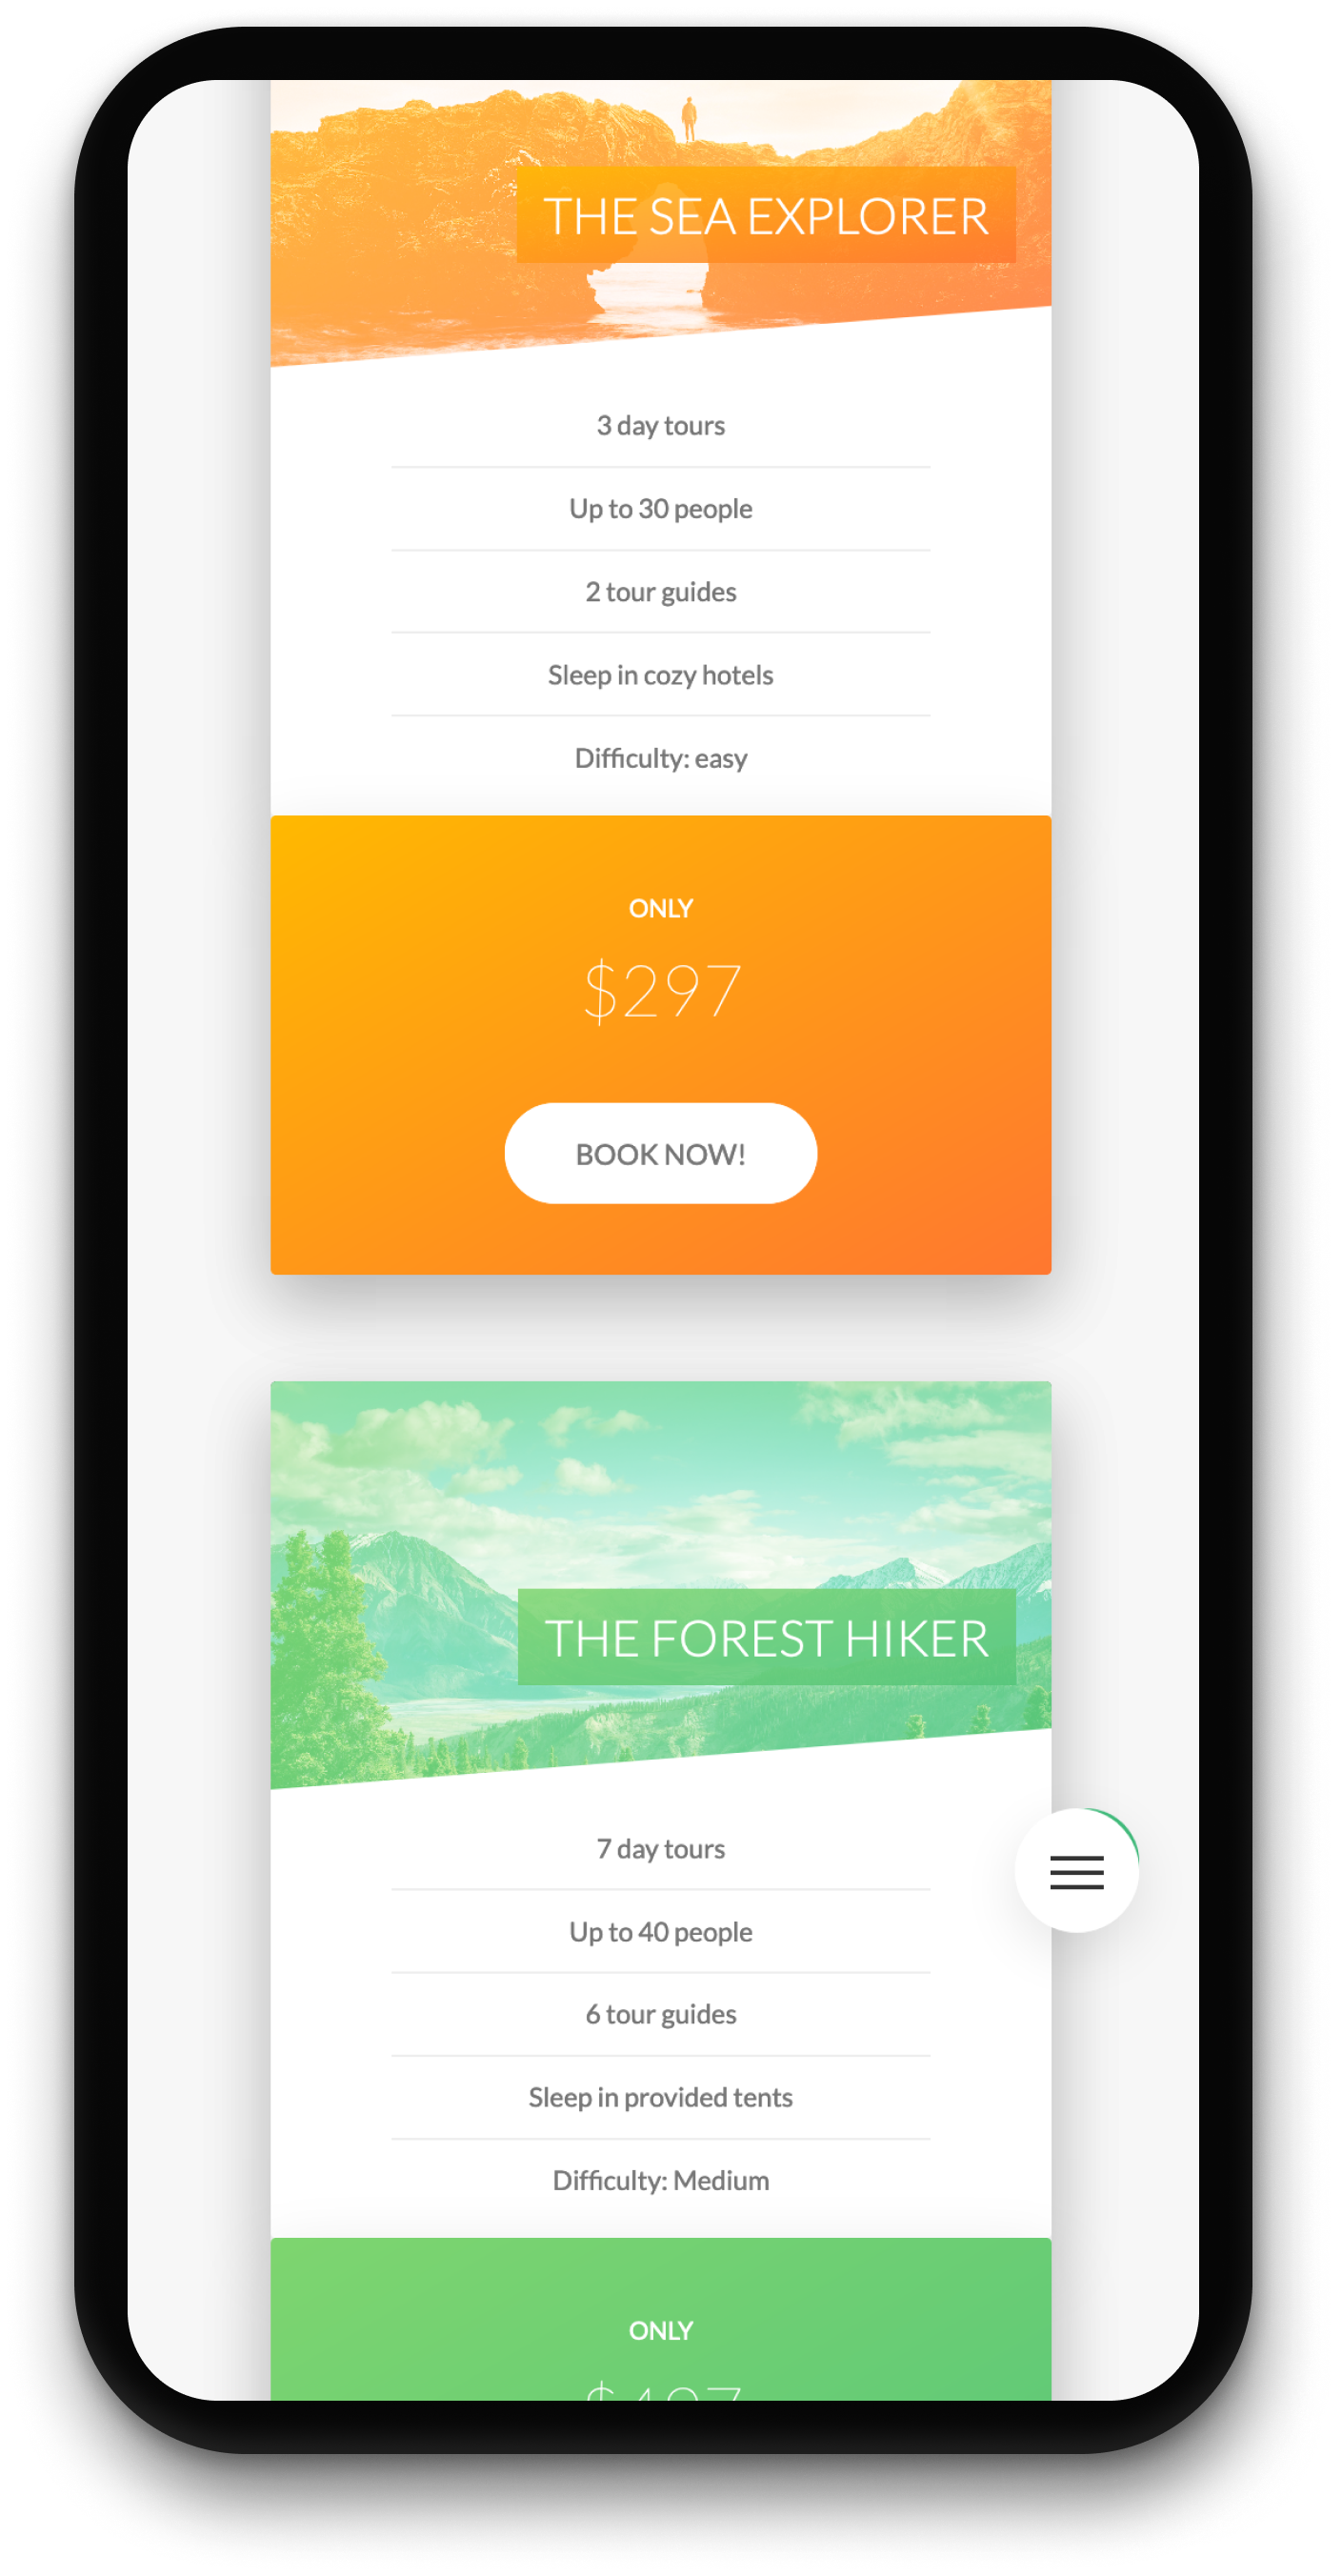 THE SEA EXPLORER
3 day tours
Up to 30 people
2 tour guides
Sleep in cozy hotels
Difficulty: easy
ONLY
$297
BOOK NOW!
THE FOREST HIKER
7 day tours
Up to 40 people
6 tour guides
Sleep in provided tents
Difficulty: Medium
ONLY